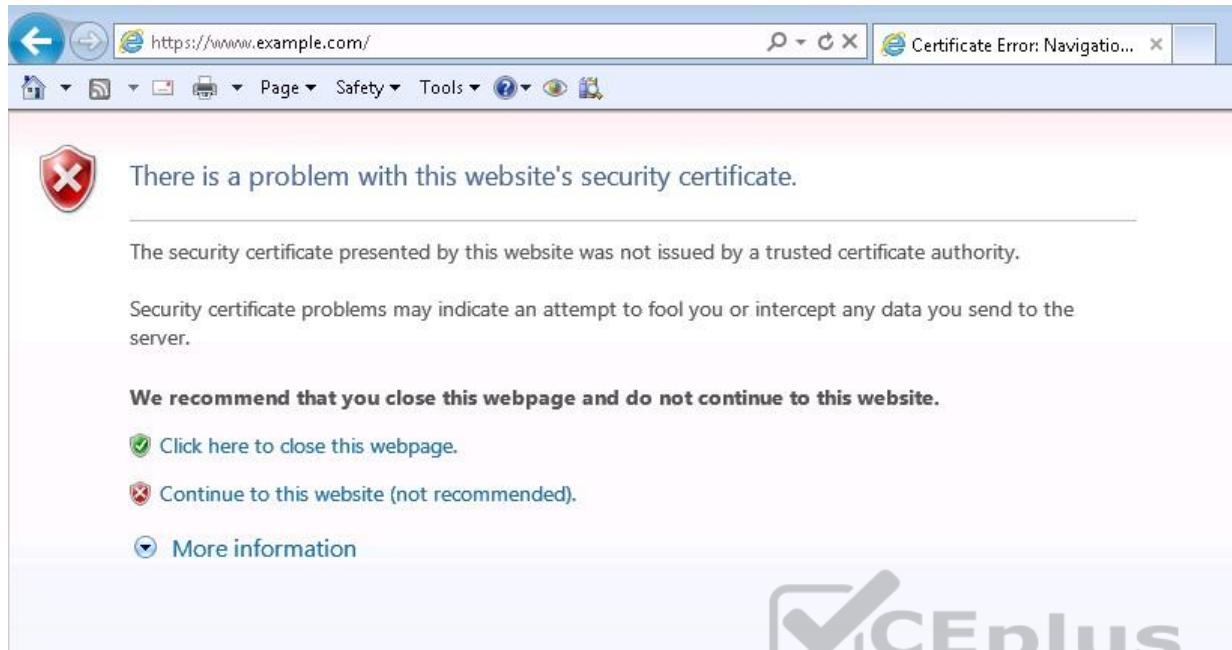 https://www.example.com/
Certificate Error: Navigatio...
Page Safety Tools
There is a problem with this website's security certificate.
The security certificate presented by this website was not issued by a trusted certificate authority.
Security certificate problems may indicate an attempt to fool you or intercept any data you send to the
server.
We recommend that you close this webpage and do not continue to this website.
Click here to close this webpage.
Continue to this website (not recommended).
More information
CEplus